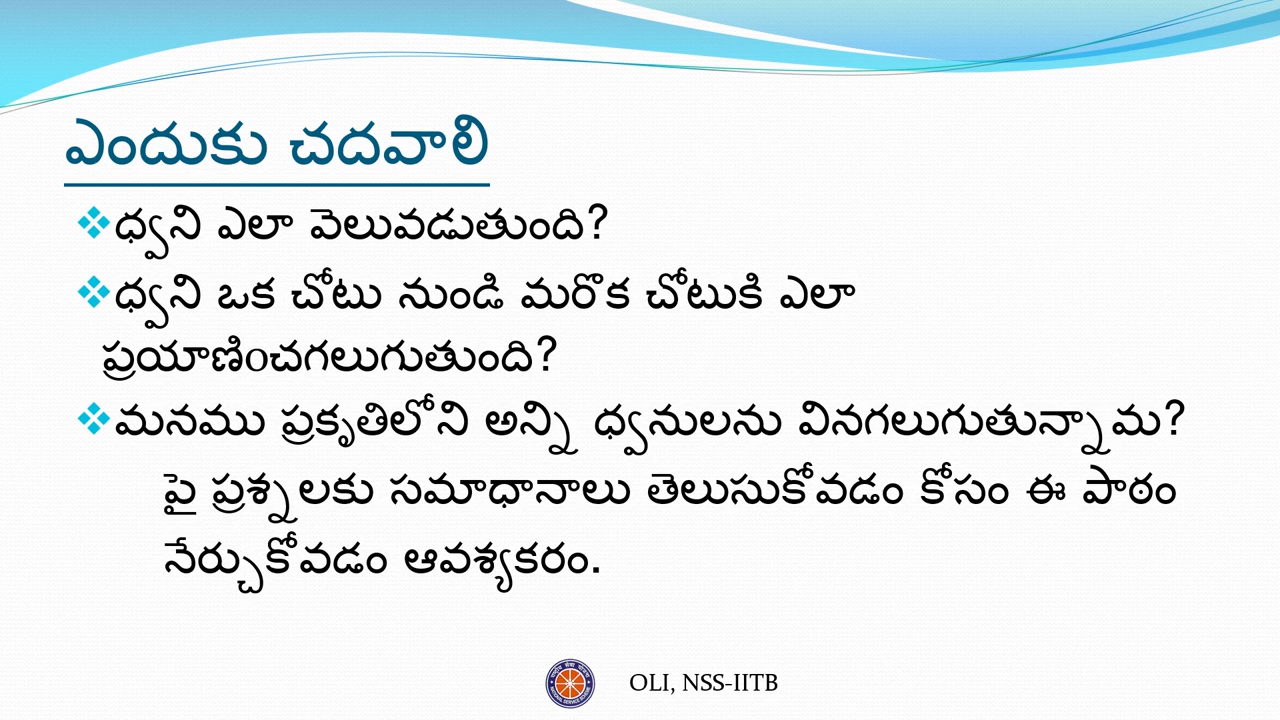 ఎందుకు చదవాలి
❖ధ్వని ఎలా వెలువడుతుంది?
❖ధ్వని ఒక చోటు నుండి మరొక చోటుకి ఎలా
ప్రయాణించగలుగుతుంది?
❖మనము ప్రకృతిలోని అన్ని ధ్వనులను వినగలుగుతున్నామ?
పై ప్రశ్నలకు సమాధానాలు తెలుసుకోవడం కోసం ఈ పాఠం
నేర్చుకోవడం ఆవశ్యకరం.
OLI, NSS-IITB